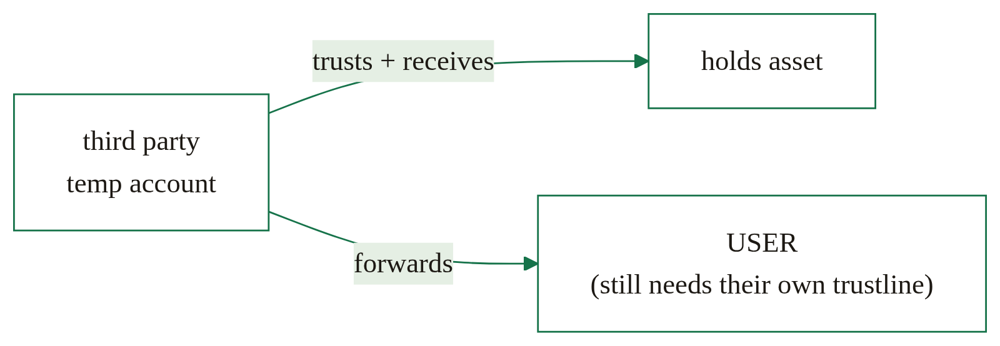 trusts + receives
holds asset
third party
temp account
forwards
USER
(still needs their own trustline)